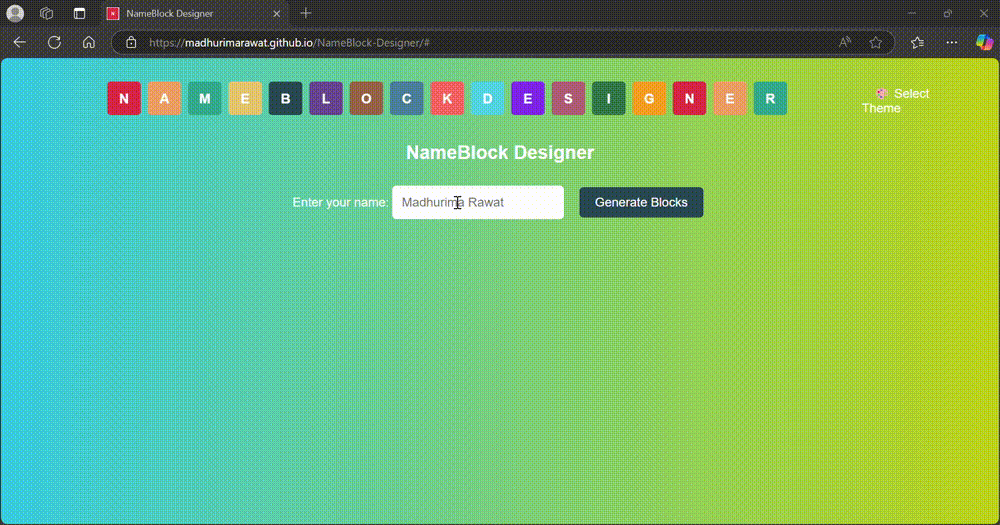 NameBlock Designer
https://madhurimarawat.github.io/NameBlock-Designer/#
N A M E B L O C K D E S I G N E R
🎨 Select
Theme
NameBlock Designer
Enter your name: Madhurima Rawat Generate Blocks